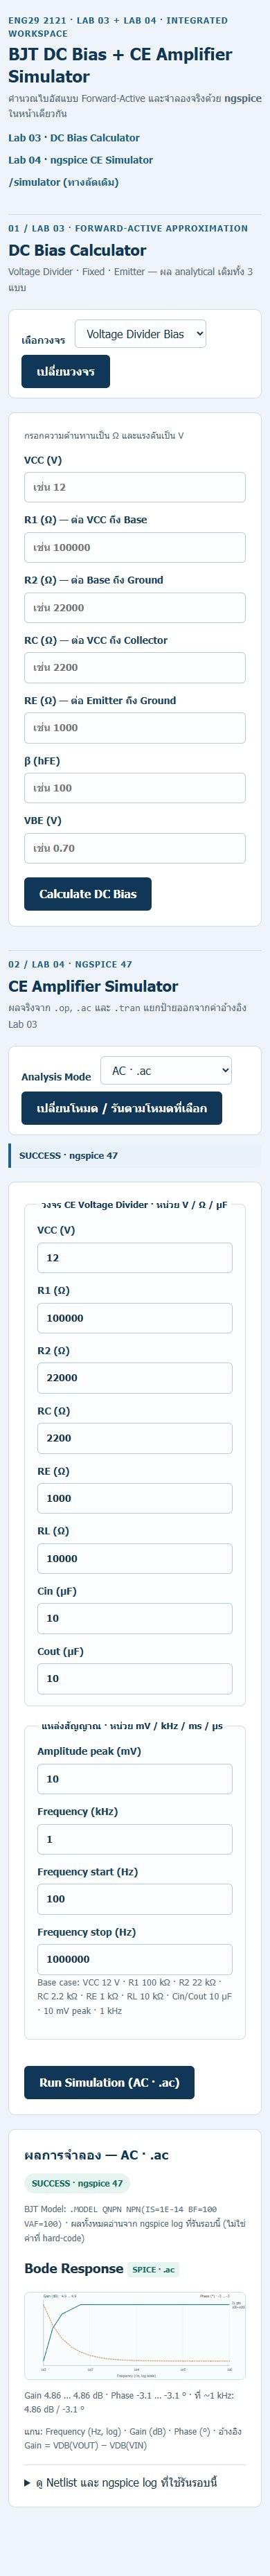 ENG29 2121 · LAB 03 + LAB 04 · INTEGRATED
WORKSPACE
BJT DC Bias + CE Amplifier
Simulator
คำนวณไบอัสแบบ Forward-Active และจำลองจริงด้วย ngspice
ในหน้าเดียวกัน
Lab 03 · DC Bias Calculator
Lab 04 · ngspice CE Simulator
/simulator (ทางลัดเดิม)
01 / LAB 03 · FORWARD-ACTIVE APPROXIMATION
DC Bias Calculator
Voltage Divider · Fixed · Emitter — ผล analytical เดิมทั้ง 3
แบบ
เลือกวงจร Voltage Divider Bias
เปลี่ยนวงจร
กรอกความต้านทานเป็น Ω และแรงดันเป็น V
VCC (V)
เช่น 12
R1 (Ω) — ต่อ VCC ถึง Base
เช่น 100000
R2 (Ω) — ต่อ Base ถึง Ground
เช่น 22000
RC (Ω) — ต่อ VCC ถึง Collector
เช่น 2200
RE (Ω) — ต่อ Emitter ถึง Ground
เช่น 1000
β (hFE)
เช่น 100
VBE (V)
เช่น 0.70
Calculate DC Bias
02 / LAB 04 · NGSPICE 47
CE Amplifier Simulator
ผลจริงจาก .op, .ac และ .tran แยกป้ายออกจากค่าอ้างอิง
Lab 03
Analysis Mode AC · .ac
เปลี่ยนโหมด / รันตามโหมดที่เลือก
SUCCESS · ngspice 47
วงจร CE Voltage Divider · หน่วย V / Ω / µF
VCC (V)
12
R1 (Ω)
100000
R2 (Ω)
22000
RC (Ω)
2200
RE (Ω)
1000
RL (Ω)
10000
Cin (µF)
10
Cout (µF)
10
แหล่งสัญญาณ · หน่วย mV / kHz / ms / µs
Amplitude peak (mV)
10
Frequency (kHz)
1
Frequency start (Hz)
100
Frequency stop (Hz)
1000000
Base case: VCC 12 V · R1 100 kΩ · R2 22 kΩ ·
RC 2.2 kΩ · RE 1 kΩ · RL 10 kΩ · Cin/Cout 10 µF
· 10 mV peak · 1 kHz
Run Simulation (AC · .ac)
ผลการจำลอง — AC · .ac
SUCCESS · ngspice 47
BJT Model: .MODEL QNPN NPN(IS=1E-14 BF=100
VAF=100) · ผลทั้งหมดอ่านจาก ngspice log ที่รันรอบนี้ (ไม่ใช่
ค่าที่ hard-code)
Bode Response SPICE · .ac
Frequency (Hz, log scale)
Gain 4.86 … 4.86 dB · Phase -3.1 … -3.1 º · ที่ ~1 kHz:
4.86 dB / -3.1 º
แกน: Frequency (Hz, log) · Gain (dB) · Phase (º) · อ้างอิง
Gain = VDB(VOUT) − VDB(VIN)
ดู Netlist และ ngspice log ที่ใช้รันรอบนี้